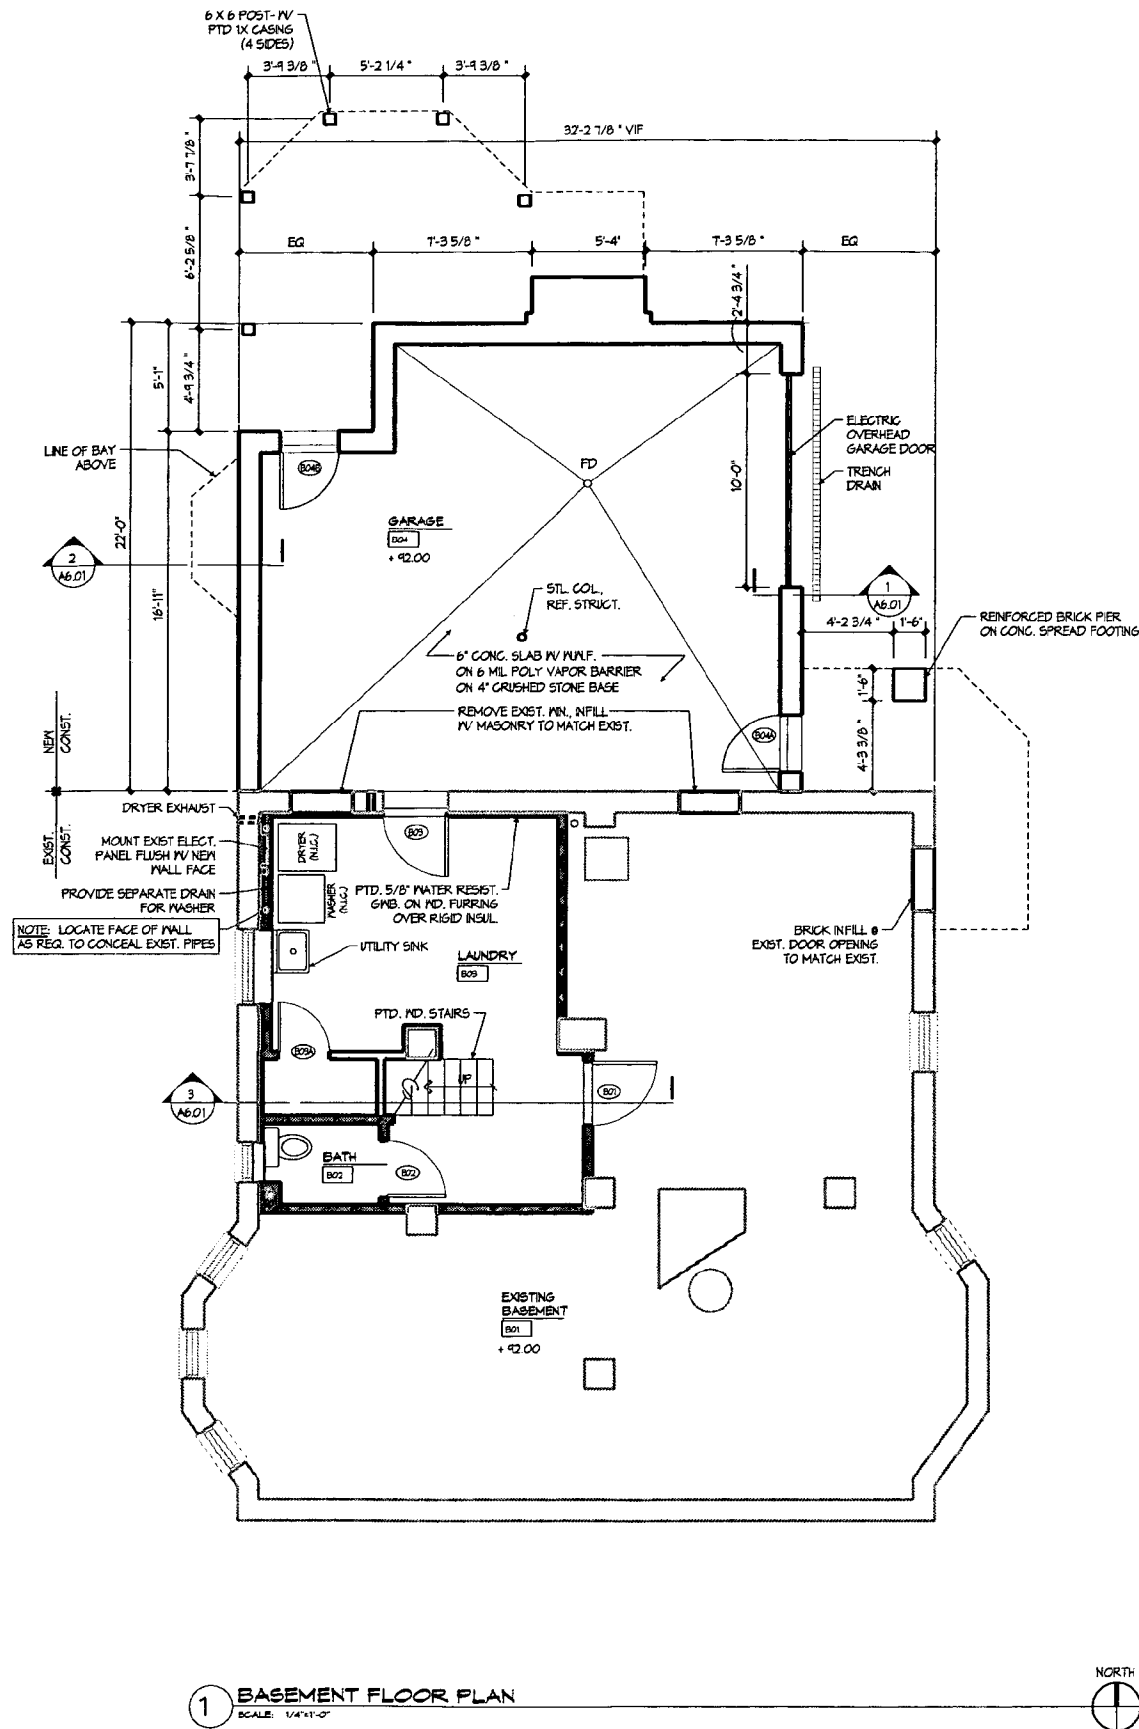 6 X 6 POST- W/
PTD 1X CASING
(4 SIDES)
3'-9 3/8 "
5'-2 1/4 "
3'-9 3/8 "
32'-2 7/8 " VIF
3'-7 7/8 "
6'-2 5/8 "
4'-9 3/4 "
EQ
7'-3 5/8 "
5'-4"
7'-3 5/8 "
EQ
2'-4 3/4 "
5'-1"
22'-0"
16'-11"
10'-0"
LINE OF BAY
ABOVE
B04B
FD
ELECTRIC
OVERHEAD
GARAGE DOOR
TRENCH
DRAIN
GARAGE
B04
+ 92.00
2
A6.01
STL. COL.,
REF. STRUCT.
1
A6.01
4'-2 3/4 "
1'-6"
REINFORCED BRICK PIER
ON CONC. SPREAD FOOTING
6" CONC. SLAB W/ W.W.F.
ON 6 MIL POLY VAPOR BARRIER
ON 4" CRUSHED STONE BASE
1'-6"
4'-3 3/8 "
REMOVE EXIST. WIN., INFILL
W/ MASONRY TO MATCH EXIST.
B04A
NEW
CONST.
EXIST.
CONST.
DRYER EXHAUST
MOUNT EXIST ELECT.
PANEL FLUSH W/ NEW
WALL FACE
PROVIDE SEPARATE DRAIN
FOR WASHER
NOTE: LOCATE FACE OF WALL
AS REQ. TO CONCEAL EXIST. PIPES
DRYER
(N.I.C.)
WASHER
(N.I.C.)
B03
PTD. 5/8" WATER RESIST.
GWB. ON WD. FURRING
OVER RIGID INSUL.
UTILITY SINK
LAUNDRY
B03
BRICK INFILL @
EXIST. DOOR OPENING
TO MATCH EXIST.
PTD. WD. STAIRS
B03A
UP
B01
3
A6.01
BATH
B02
B02
EXISTING
BASEMENT
B01
+ 92.00
1
BASEMENT FLOOR PLAN
SCALE: 1/4"=1'-0"
NORTH